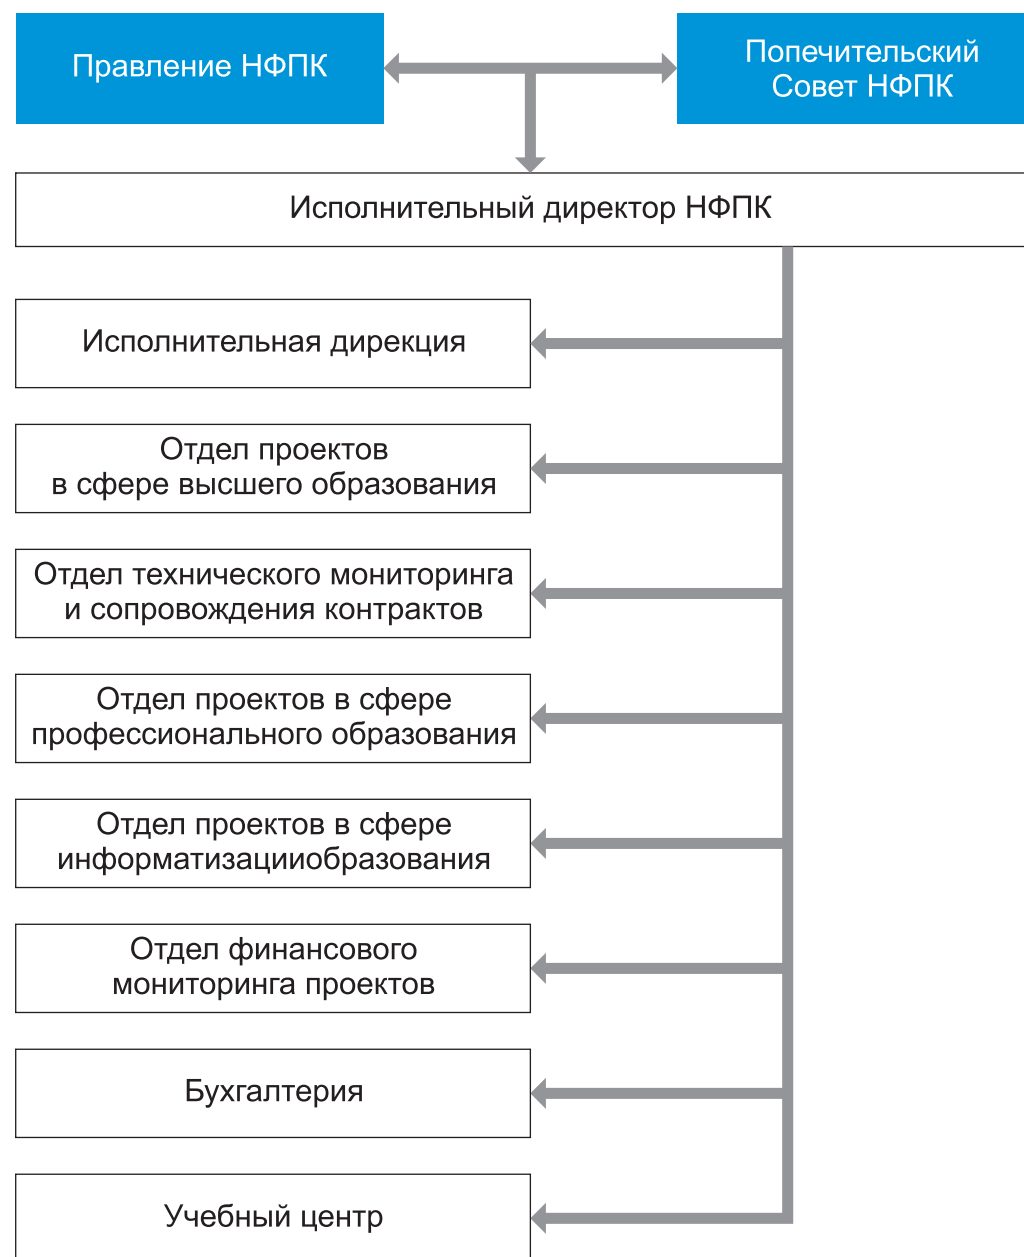 Правление НФПК
Попечительский
Совет НФПК
Исполнительный директор НФПК
Исполнительная дирекция
Отдел проектов
в сфере высшего образования
Отдел технического мониторинга
и сопровождения контрактов
Отдел проектов в сфере
профессионального образования
Отдел проектов в сфере
информатизацииобразования
Отдел финансового
мониторинга проектов
Бухгалтерия
Учебный центр